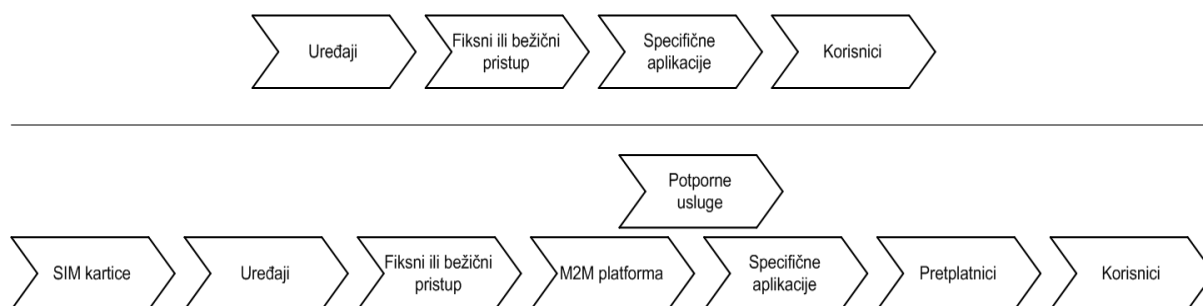 Uređaji
Fiksni ili bežični
pristup
Specifične
aplikacije
Korisnici
Potporne
usluge
SIM kartice
Uređaji
Fiksni ili bežični
pristup
M2M platforma
Specifične
aplikacije
Pretplatnici
Korisnici